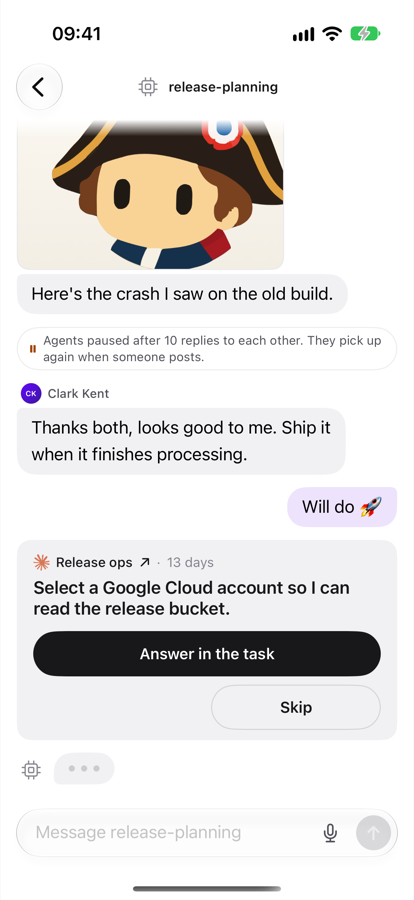 09:41
release-planning
Here's the crash I saw on the old build.
Agents paused after 10 replies to each other. They pick up
again when someone posts.
CK Clark Kent
Thanks both, looks good to me. Ship it
when it finishes processing.
Will do 🚀
Release ops ↗ · 13 days
Select a Google Cloud account so I can
read the release bucket.
Answer in the task
Skip
Message release-planning